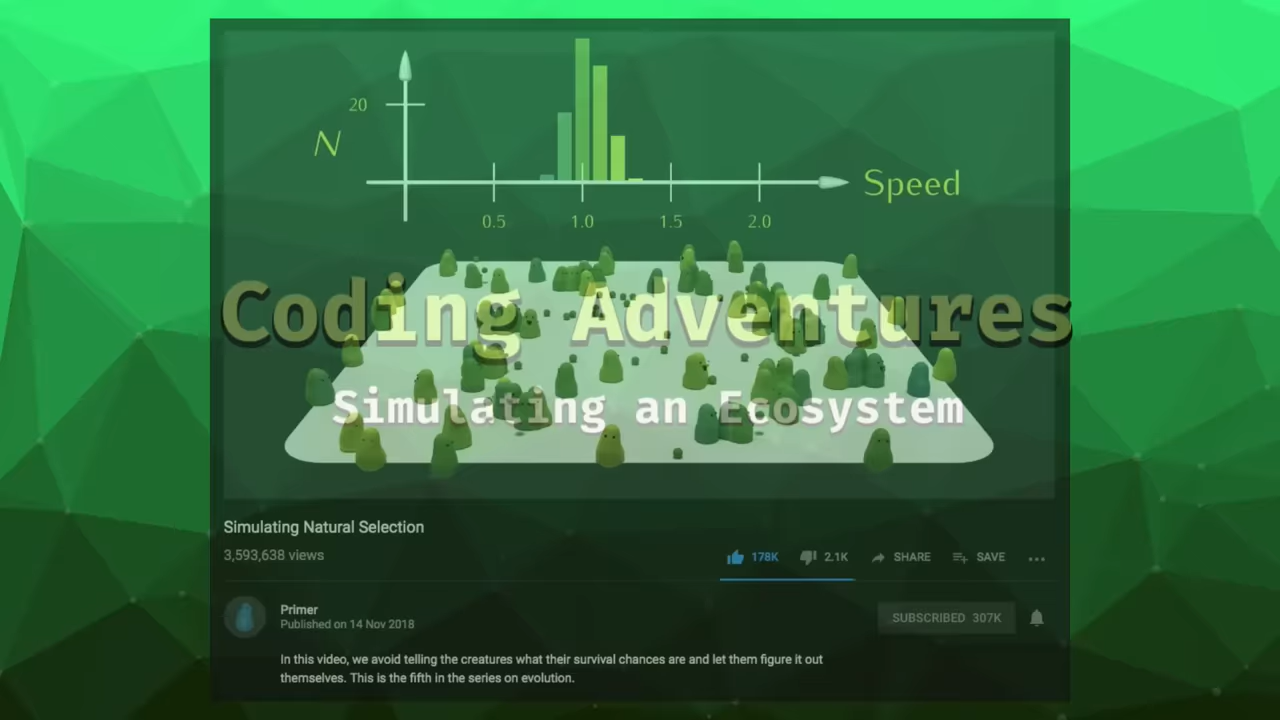 20
N
Speed
0.5 1.0 1.5 2.0
Coding Adventures
Simulating an Ecosystem
Simulating Natural Selection
3,593,638 views
178K 2.1K SHARE SAVE
Primer
Published on 14 Nov 2018
SUBSCRIBED 307K
In this video, we avoid telling the creatures what their survival chances are and let them figure it out
themselves. This is the fifth in the series on evolution.